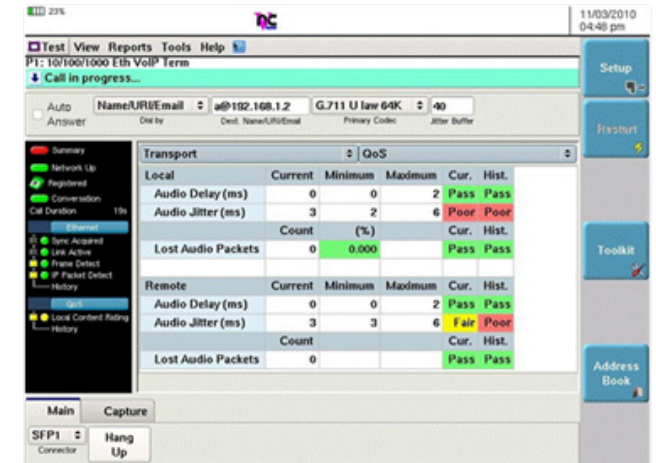 23%
11/03/2010
04:48 pm
Test View Reports Tools Help
P1: 10/100/1000 Eth VoIP Term
Call in progress...
Auto Answer
Name/URI/Email
Dial by
a@192.168.1.2
Dest. Name/URI/Email
G.711 U law 64K
Primary Codec
40
Jitter Buffer
Setup
Restart
Toolkit
Address Book
Summary
Network Up
Registered
Conversation
Call Duration 19s
Ethernet
Sync Acquired
Link Active
Frame Detect
IP Packet Detect
History
QoS
Local Content Rating
History
Transport QoS
Local Current Minimum Maximum Cur. Hist.
Audio Delay (ms) 0 0 2 Pass Pass
Audio Jitter (ms) 3 2 6 Poor Poor
Count (%) Cur. Hist.
Lost Audio Packets 0 0.000 Pass Pass
Remote Current Minimum Maximum Cur. Hist.
Audio Delay (ms) 0 0 2 Pass Pass
Audio Jitter (ms) 3 3 6 Fair Poor
Count Cur. Hist.
Lost Audio Packets 0 Pass Pass
Main Capture
SFP1
Connector
Hang Up